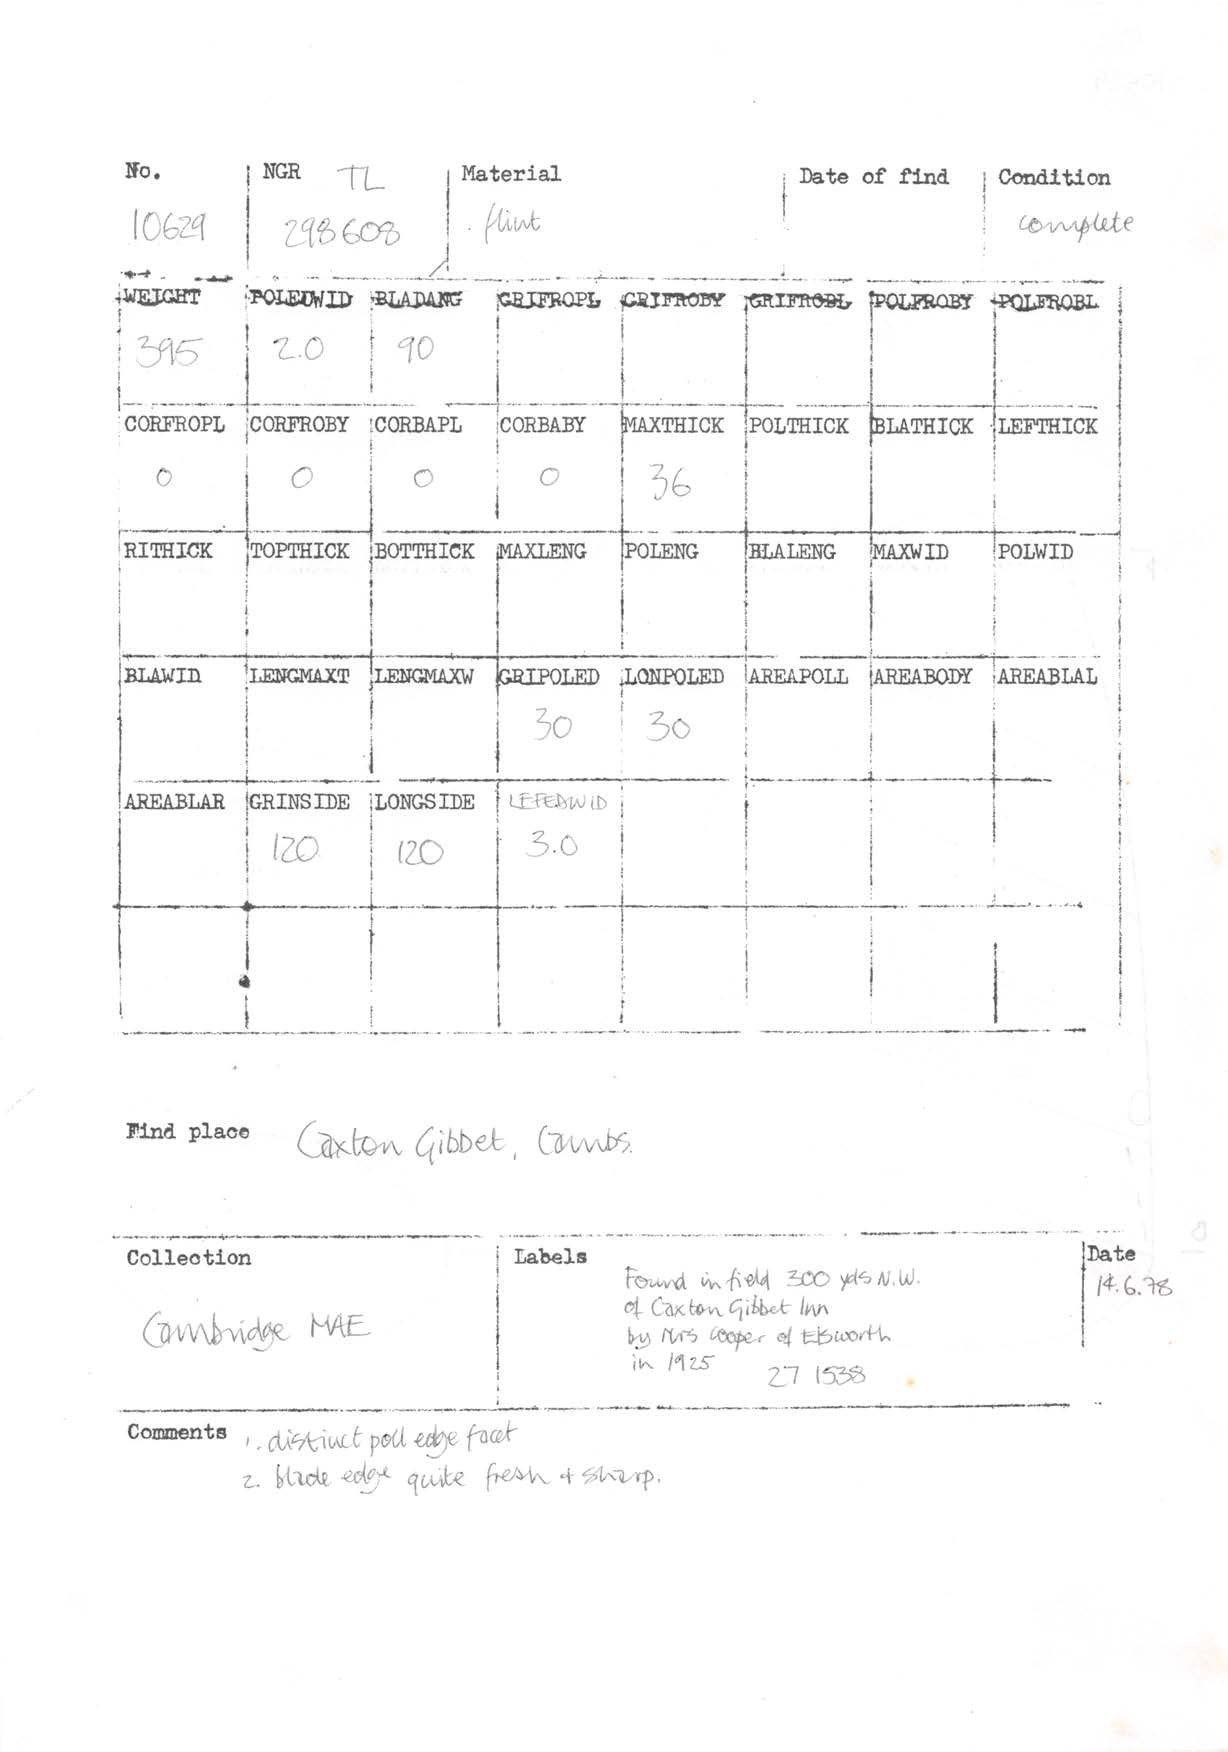 No. NGR TL Material Date of find Condition
10629 298608 flint complete
WEIGHT POLEDWID BLADANG GRIFROPL GRIFROBY GRIFROBL POLFROBY POLFROBL
395 2.0 90
CORFROPL CORFROBY CORBAPL CORBABY MAXTHICK POLTHICK BLATHICK LEFTHICK
0 0 0 0 36
RITHICK TOPTHICK BOTTHICK MAXLENG POLENG BLALENG MAXWID POLWID
BLAWID LENGMAXT LENGMAXW GRIPOLED LONPOLED AREAPOLL AREABODY AREABLAL
30 30
AREABLAR GRINSIDE LONGSIDE LEFEDWID
120 120 3.0
Find place Caxton Gibbet, Cambs.
Collection Labels Date
Found in field 300 yds N.W. 14.6.78
of Caxton Gibbet Inn
Cambridge MAE by Mrs Cooper of Elsworth
in 1925 27 1538
Comments 1. distinct poll edge facet
2. blade edge quite fresh + sharp.